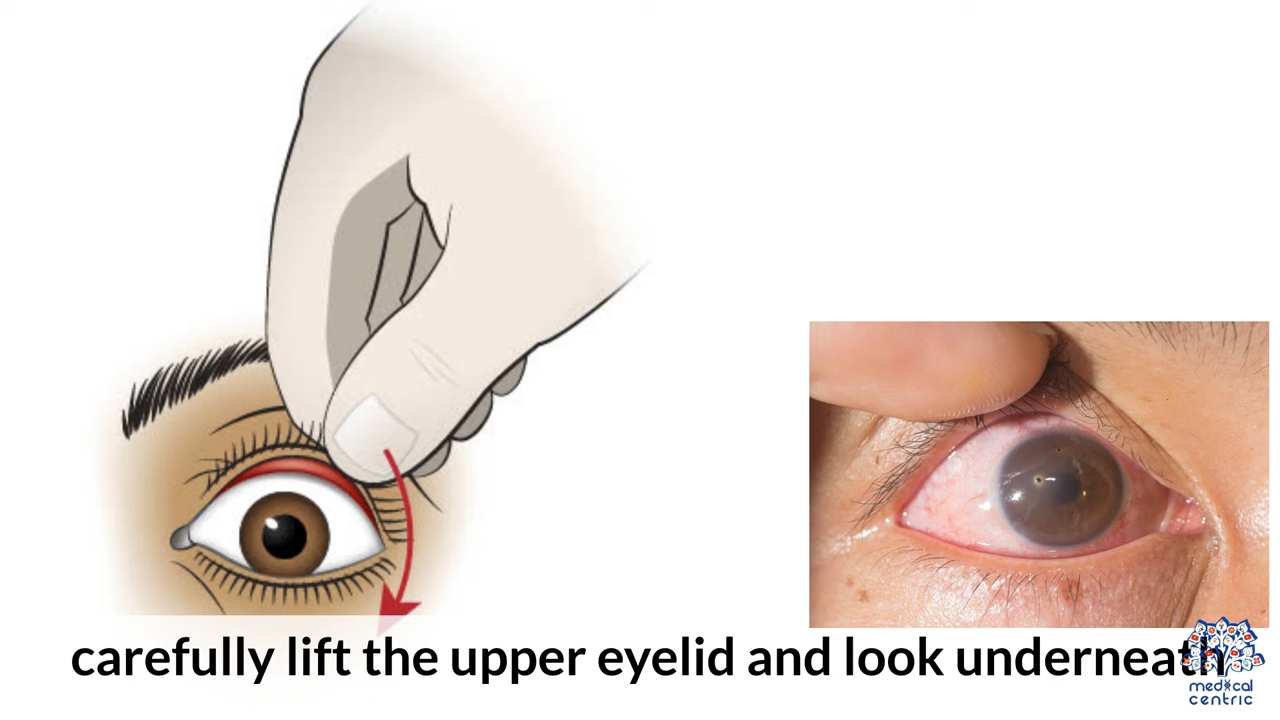 carefully lift the upper eyelid and look underneath
medical
centric